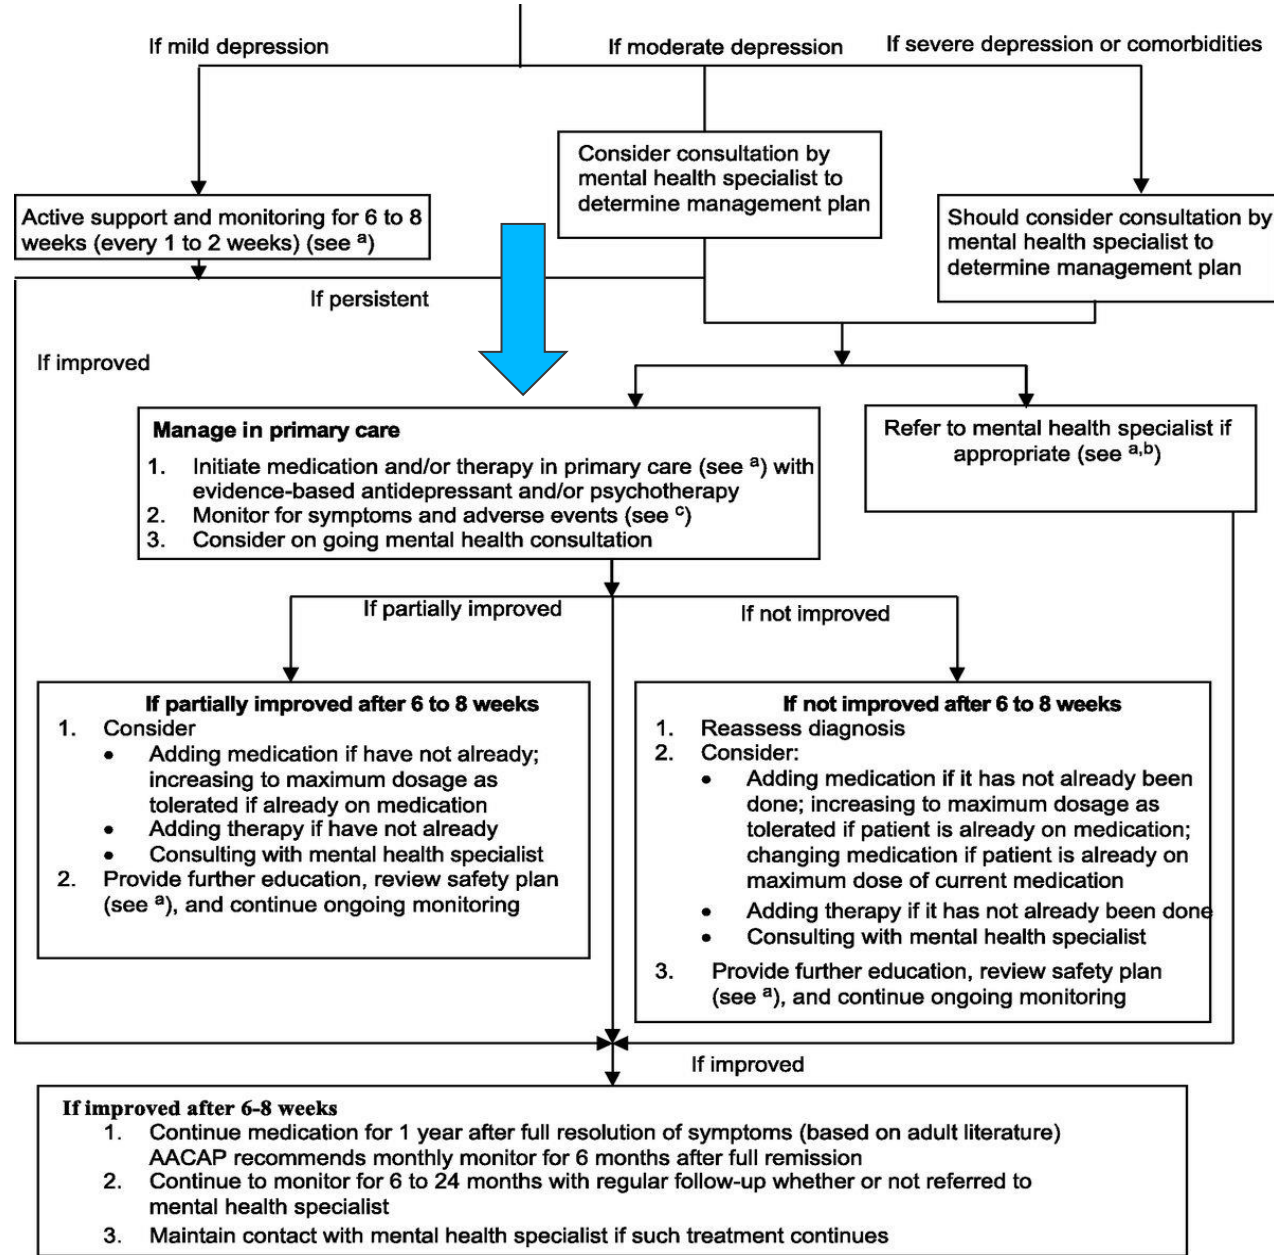 If mild depression
If moderate depression
If severe depression or comorbidities
Consider consultation by
mental health specialist to
determine management plan
Active support and monitoring for 6 to 8
weeks (every 1 to 2 weeks) (see a)
Should consider consultation by
mental health specialist to
determine management plan
If persistent
If improved
Manage in primary care
1. Initiate medication and/or therapy in primary care (see a) with
evidence-based antidepressant and/or psychotherapy
2. Monitor for symptoms and adverse events (see c)
3. Consider on going mental health consultation
Refer to mental health specialist if
appropriate (see a,b)
If partially improved
If not improved
If partially improved after 6 to 8 weeks
1. Consider
• Adding medication if have not already;
increasing to maximum dosage as
tolerated if already on medication
• Adding therapy if have not already
• Consulting with mental health specialist
2. Provide further education, review safety plan
(see a), and continue ongoing monitoring
If not improved after 6 to 8 weeks
1. Reassess diagnosis
2. Consider:
• Adding medication if it has not already been
done; increasing to maximum dosage as
tolerated if patient is already on medication;
changing medication if patient is already on
maximum dose of current medication
• Adding therapy if it has not already been done
• Consulting with mental health specialist
3. Provide further education, review safety plan
(see a), and continue ongoing monitoring
If improved
If improved after 6-8 weeks
1. Continue medication for 1 year after full resolution of symptoms (based on adult literature)
AACAP recommends monthly monitor for 6 months after full remission
2. Continue to monitor for 6 to 24 months with regular follow-up whether or not referred to
mental health specialist
3. Maintain contact with mental health specialist if such treatment continues